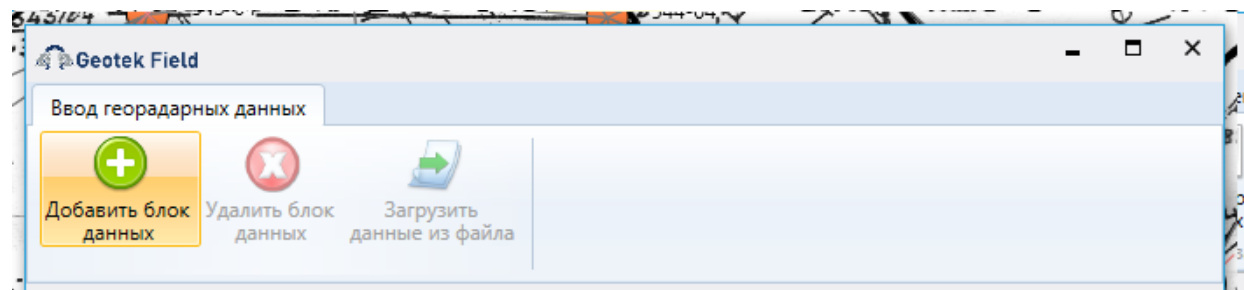 Geotek Field
Ввод георадарных данных
Добавить блок
данных
Удалить блок
данных
Загрузить
данные из файла